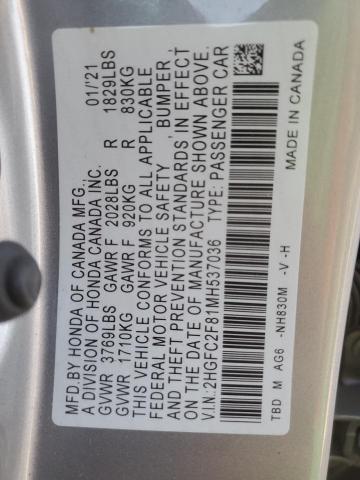 MFD.BY HONDA OF CANADA MFG., 01/21
A DIVISION OF HONDA CANADA INC.
GVWR 3769LBS GAWR F 2028LBS R 1829LBS
GVWR 1710KG GAWR F 920KG R 830KG
THIS VEHICLE CONFORMS TO ALL APPLICABLE
FEDERAL MOTOR VEHICLE SAFETY, BUMPER,
AND THEFT PREVENTION STANDARDS IN EFFECT
ON THE DATE OF MANUFACTURE SHOWN ABOVE.
V.I.N.:2HGFC2F81MH537036 TYPE: PASSENGER CAR
TBD M AG6 -NH830M -V -H MADE IN CANADA